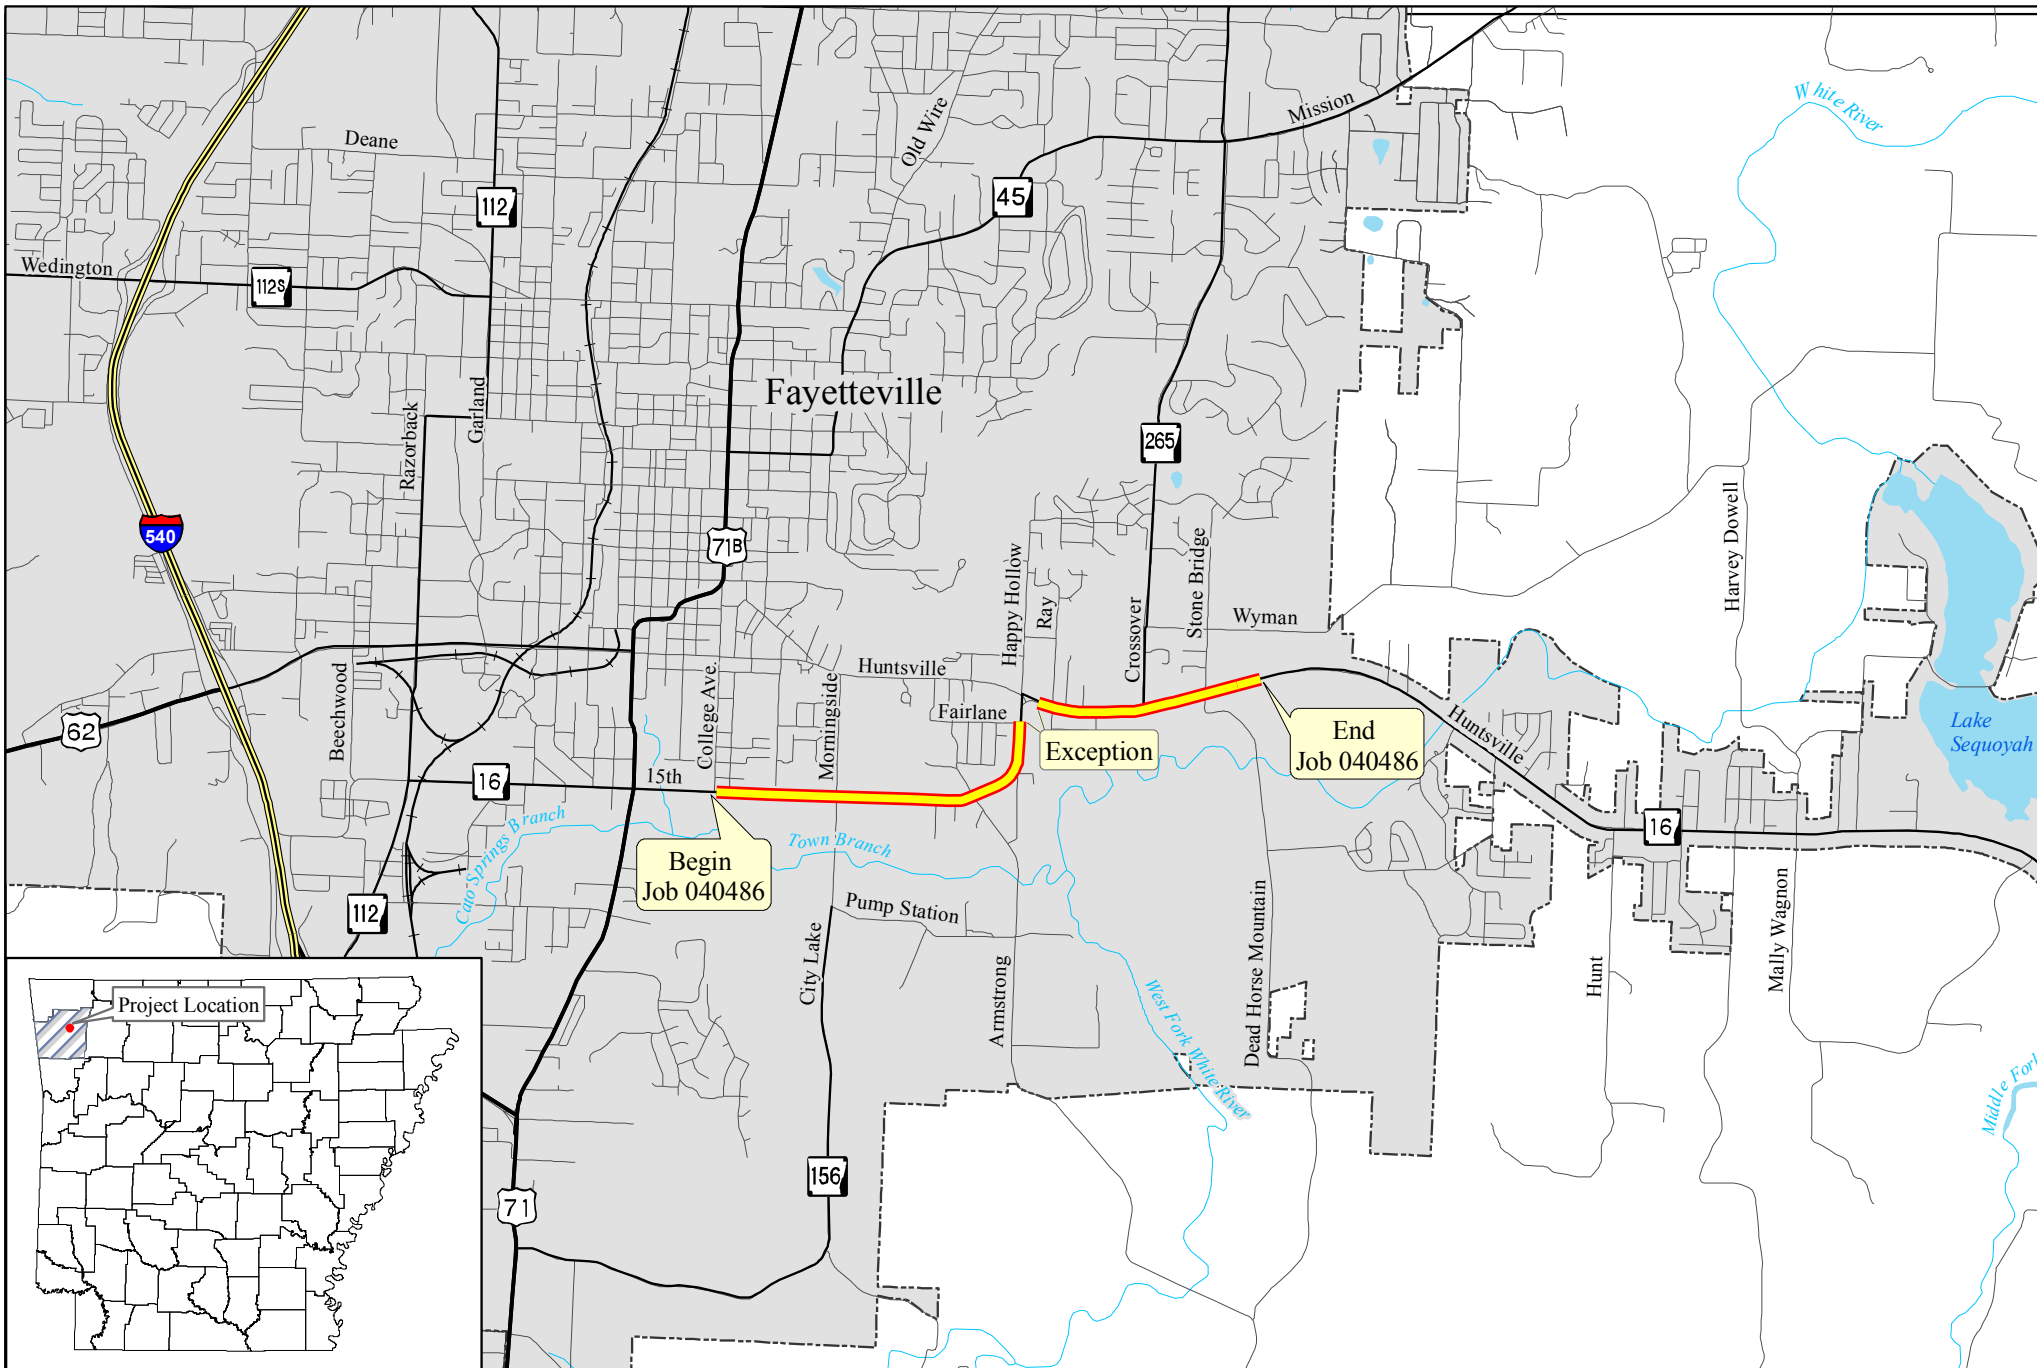 White River
Mission
Old Wire
Deane
112
45
Wedington
112S
Fayetteville
Garland
Razorback
265
540
71B
Harvey Dowell
Stone Bridge
Happy Hollow
Ray
Crossover
Wyman
Huntsville
College Ave.
Beechwood
Morningside
Fairlane
62
Exception
End
Job 040486
Huntsville
Lake
Sequoyah
16
15th
16
Cato Springs Branch
Town Branch
Begin
Job 040486
112
Pump Station
City Lake
Armstrong
Dead Horse Mountain
Hunt
Mally Wagnon
West Fork White River
Project Location
Middle Fork
156
71